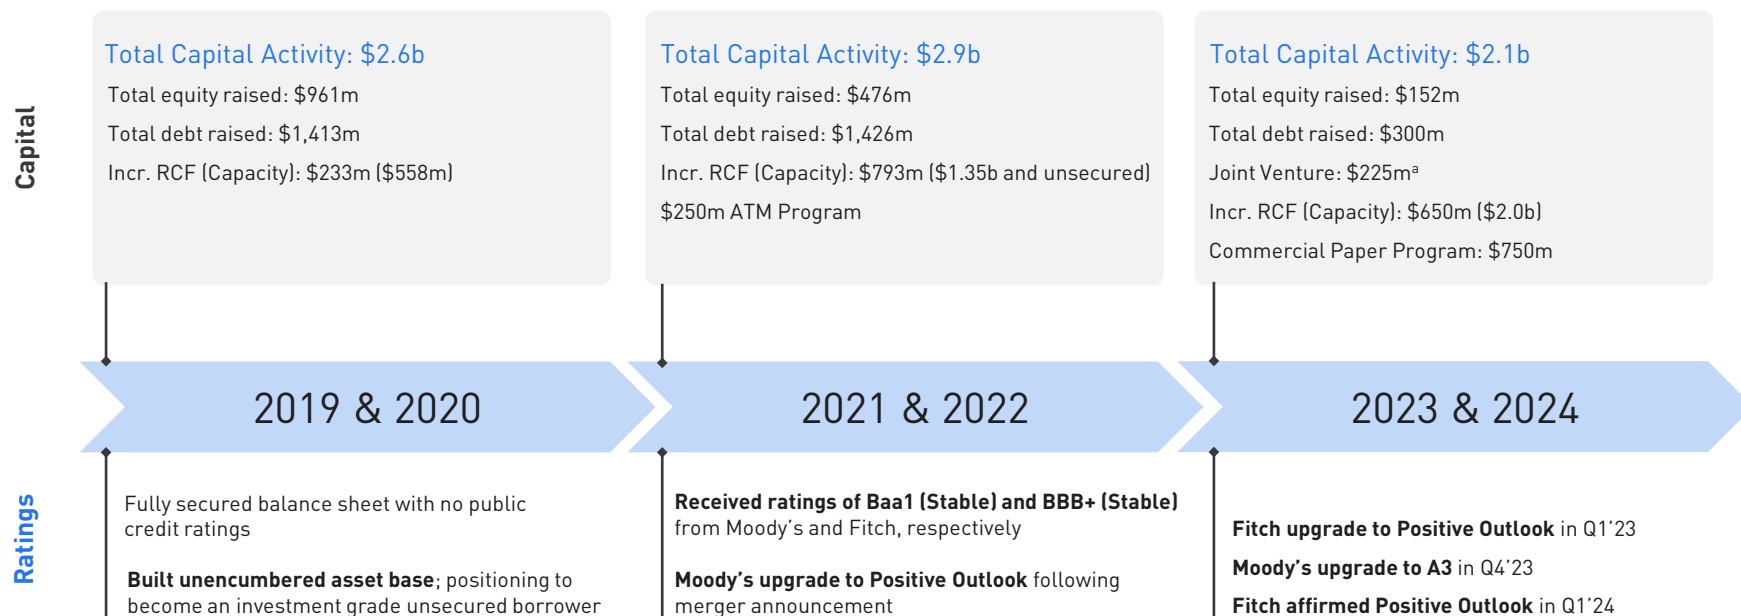 Capital
Total Capital Activity: $2.6b
Total equity raised: $961m
Total debt raised: $1,413m
Incr. RCF (Capacity): $233m ($558m)
Total Capital Activity: $2.9b
Total equity raised: $476m
Total debt raised: $1,426m
Incr. RCF (Capacity): $793m ($1.35b and unsecured)
$250m ATM Program
Total Capital Activity: $2.1b
Total equity raised: $152m
Total debt raised: $300m
Joint Venture: $225mᵃ
Incr. RCF (Capacity): $650m ($2.0b)
Commercial Paper Program: $750m
2019 & 2020
2021 & 2022
2023 & 2024
Ratings
Fully secured balance sheet with no public
credit ratings
Built unencumbered asset base; positioning to
become an investment grade unsecured borrower
Received ratings of Baa1 (Stable) and BBB+ (Stable)
from Moody's and Fitch, respectively
Moody's upgrade to Positive Outlook following
merger announcement
Fitch upgrade to Positive Outlook in Q1'23
Moody's upgrade to A3 in Q4'23
Fitch affirmed Positive Outlook in Q1'24